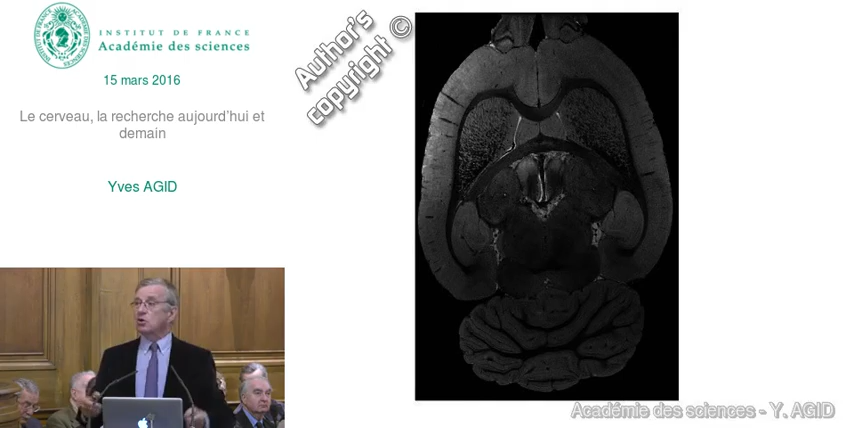 INSTITUT DE FRANCE
Académie des sciences
15 mars 2016
Le cerveau, la recherche aujourd'hui et
demain
Yves AGID
Author's
copyright ©
Académie des sciences - Y. AGID